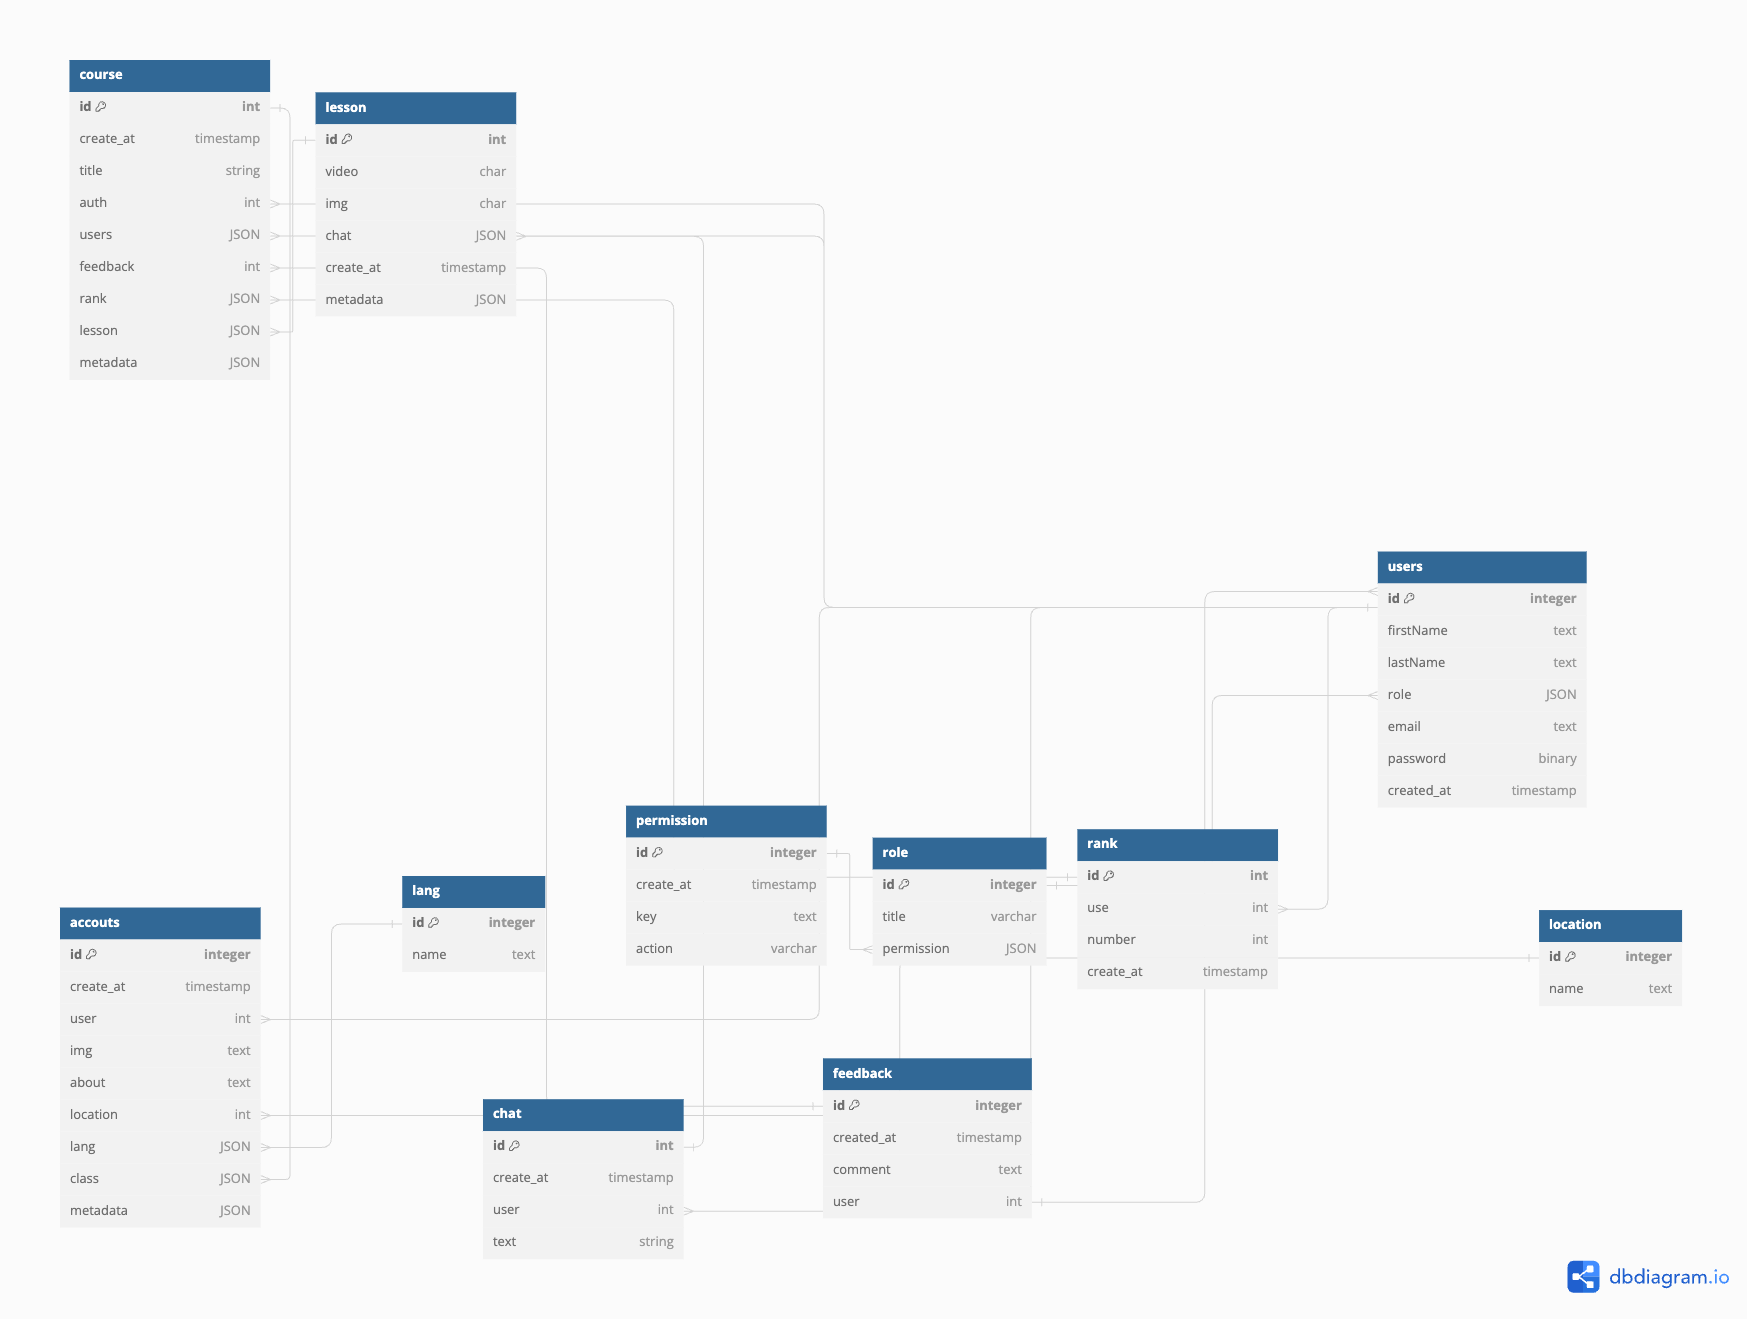 course
id int
create_at timestamp
title string
auth int
users JSON
feedback int
rank JSON
lesson JSON
metadata JSON
lesson
id int
video char
img char
chat JSON
create_at timestamp
metadata JSON
users
id integer
firstName text
lastName text
role JSON
email text
password binary
created_at timestamp
permission
id integer
create_at timestamp
key text
action varchar
role
id integer
title varchar
permission JSON
rank
id int
use int
number int
create_at timestamp
lang
id integer
name text
accouts
id integer
create_at timestamp
user int
img text
about text
location int
lang JSON
class JSON
metadata JSON
location
id integer
name text
feedback
id integer
created_at timestamp
comment text
user int
chat
id int
create_at timestamp
user int
text string
dbdiagram.io